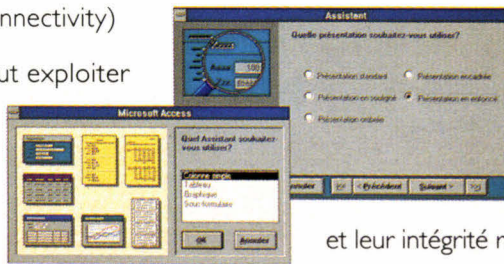 nnectivity)
ut exploiter
Assistant
Quelle présentation souhaitez-vous utiliser?
Présentation standard
Présentation encadrée
Présentation en souligné
Présentation en enfoncé
Présentation ombrée
< Précédent
Suivant >
Microsoft Access
Quel Assistant souhaitez-
vous utiliser?
Colonne simple
Tableau
Graphique
Sous-formulaire
OK
Annuler
et leur intégrité r